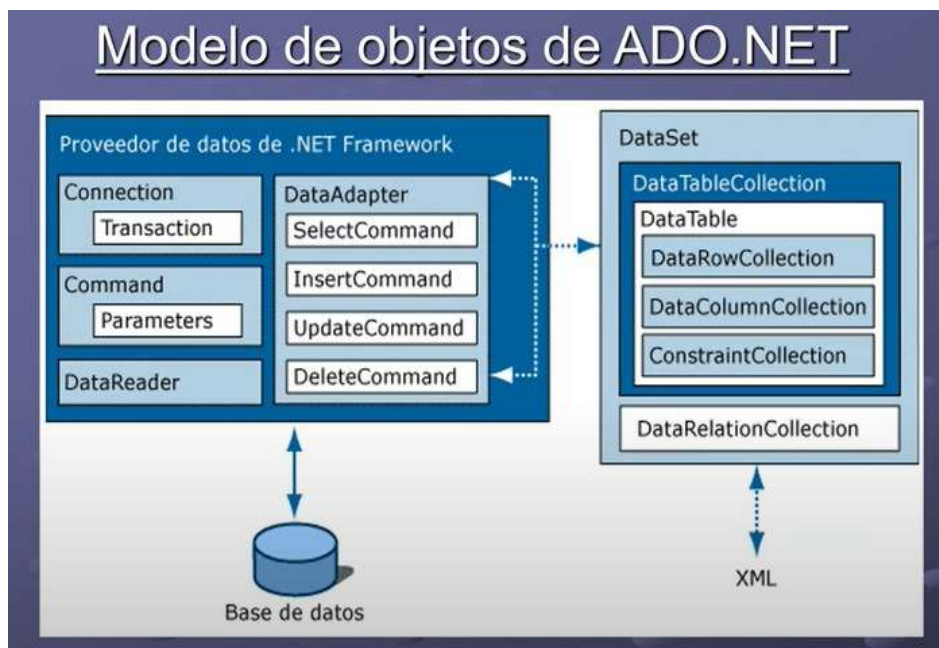 Modelo de objetos de ADO.NET
Proveedor de datos de .NET Framework
Connection
Transaction
Command
Parameters
DataReader
DataAdapter
SelectCommand
InsertCommand
UpdateCommand
DeleteCommand
Base de datos
DataSet
DataTableCollection
DataTable
DataRowCollection
DataColumnCollection
ConstraintCollection
DataRelationCollection
XML